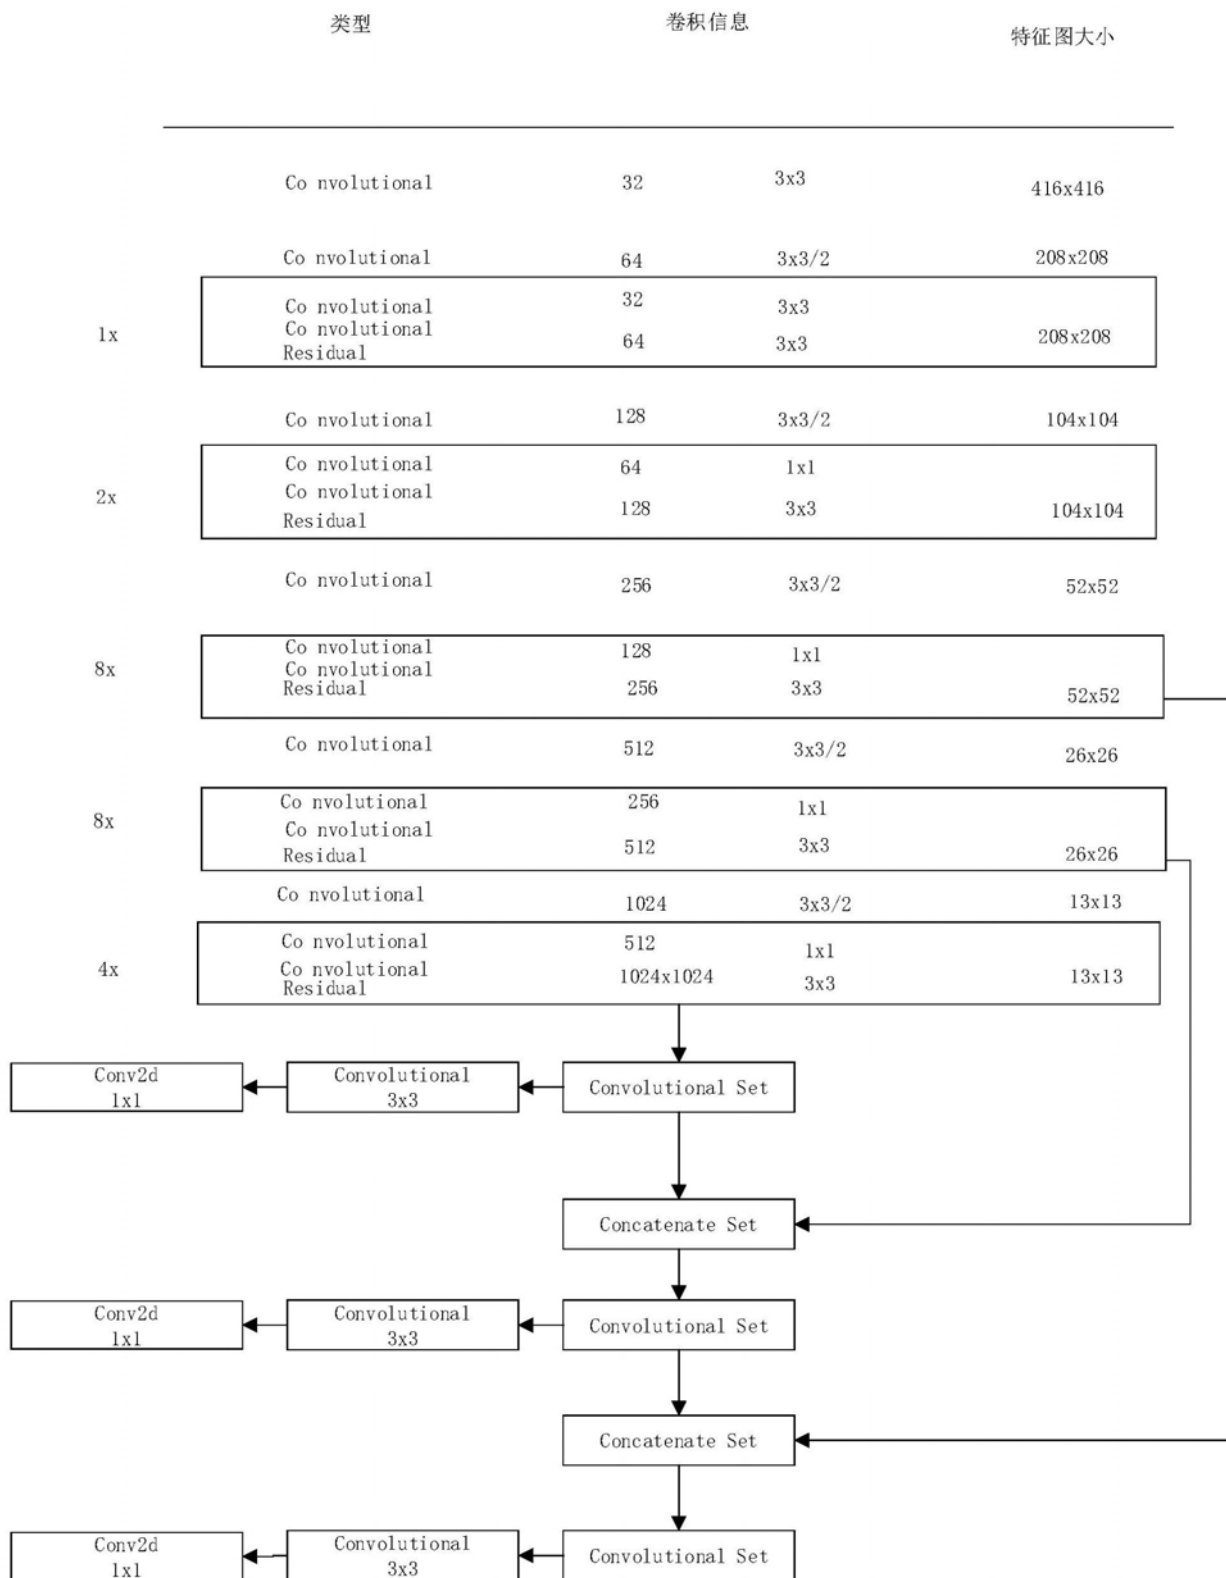 类型 卷积信息 特征图大小
Co nvolutional 32 3x3 416x416
Co nvolutional 64 3x3/2 208x208
Co nvolutional 32 3x3
1x Co nvolutional 64 3x3 208x208
Residual
Co nvolutional 128 3x3/2 104x104
Co nvolutional 64 1x1
2x Co nvolutional 128 3x3 104x104
Residual
Co nvolutional 256 3x3/2 52x52
Co nvolutional 128 1x1
8x Co nvolutional
Residual 256 3x3 52x52
Co nvolutional 512 3x3/2 26x26
Co nvolutional 256 1x1
8x Co nvolutional
Residual 512 3x3 26x26
Co nvolutional 1024 3x3/2 13x13
Co nvolutional 512 1x1
4x Co nvolutional 1024x1024 3x3 13x13
Residual
Conv2d
1x1
Convolutional
3x3
Convolutional Set
Concatenate Set
Conv2d
1x1
Convolutional
3x3
Convolutional Set
Concatenate Set
Conv2d
1x1
Convolutional
3x3
Convolutional Set